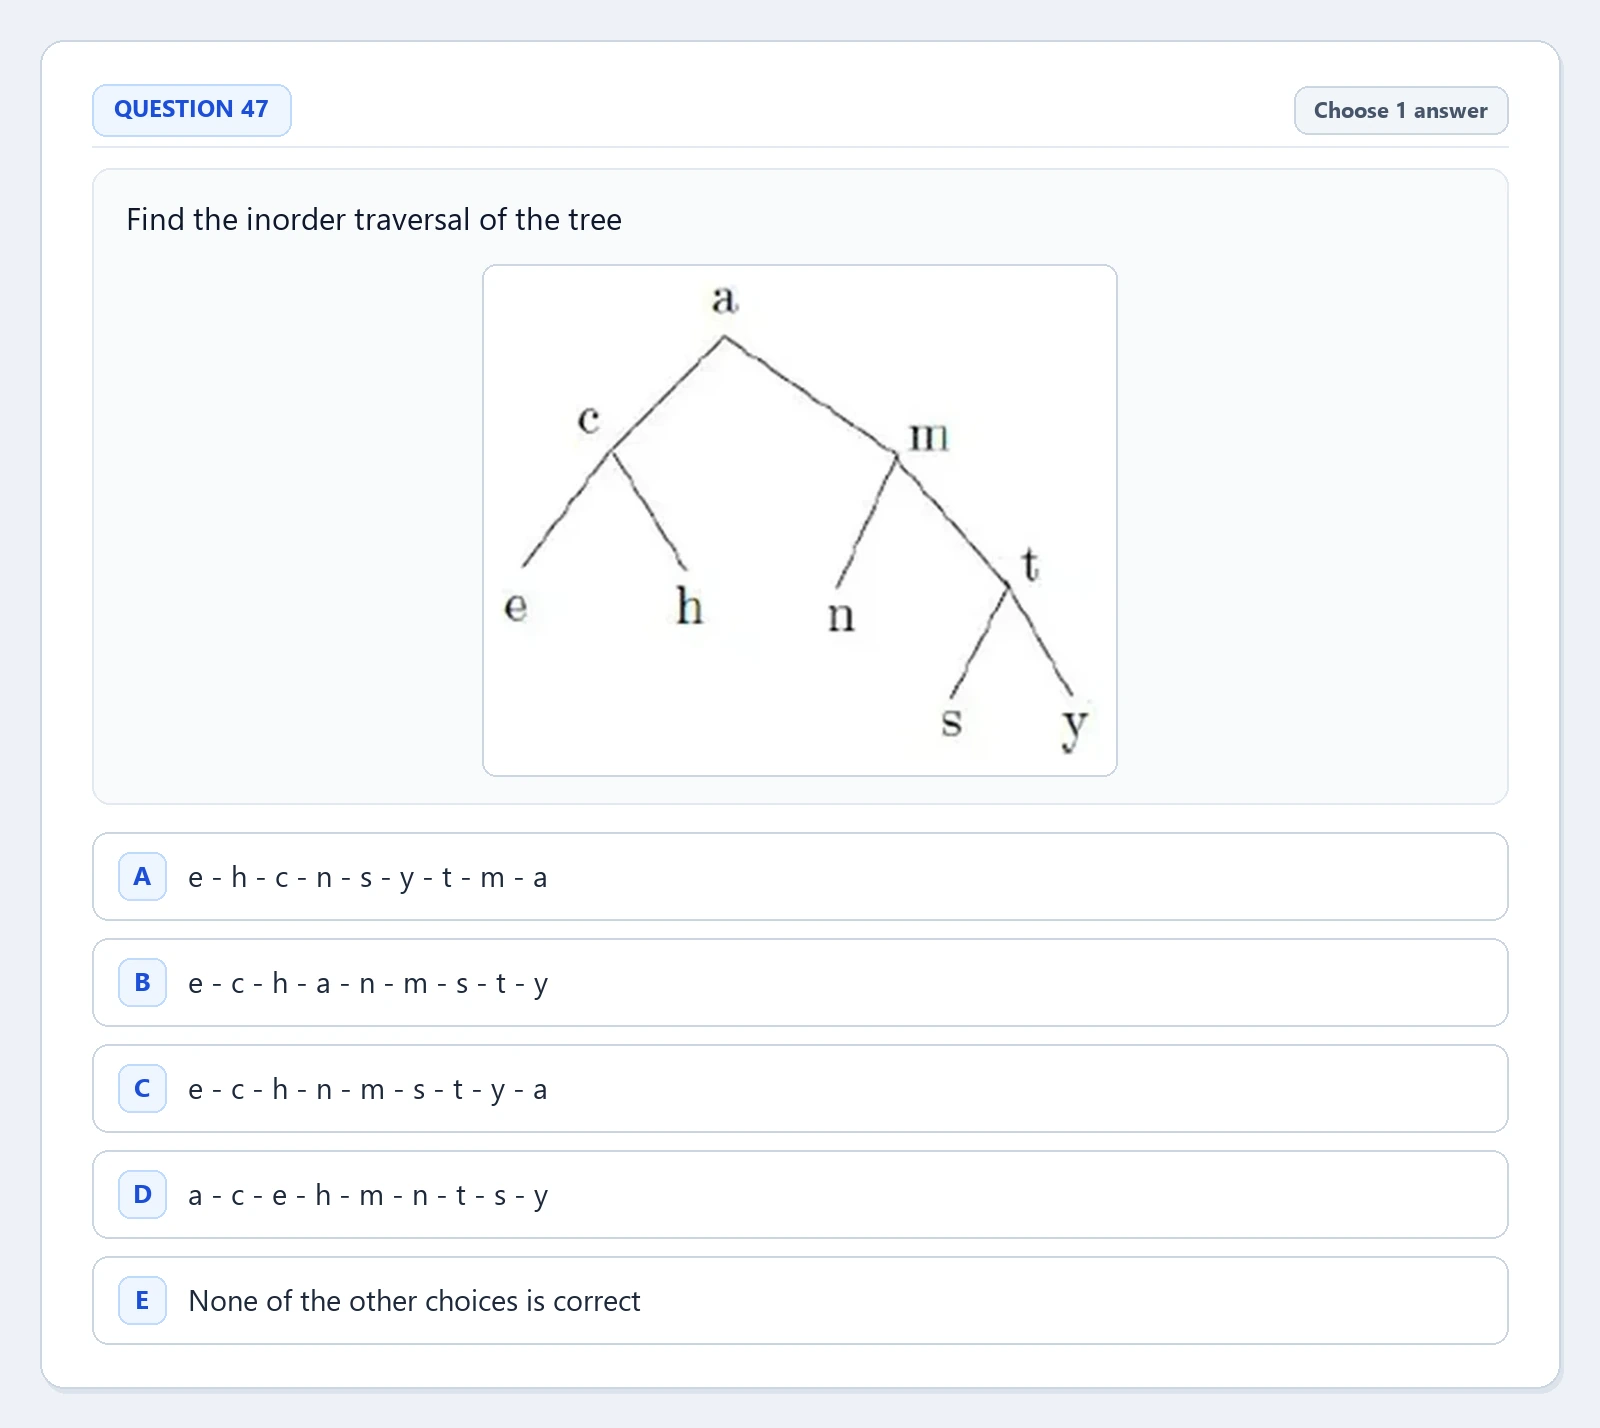 QUESTION 47
Choose 1 answer
Find the inorder traversal of the tree
a
c
m
t
e
h
n
s
y
A e - h - c - n - s - y - t - m - a
B e - c - h - a - n - m - s - t - y
C e - c - h - n - m - s - t - y - a
D a - c - e - h - m - n - t - s - y
E None of the other choices is correct